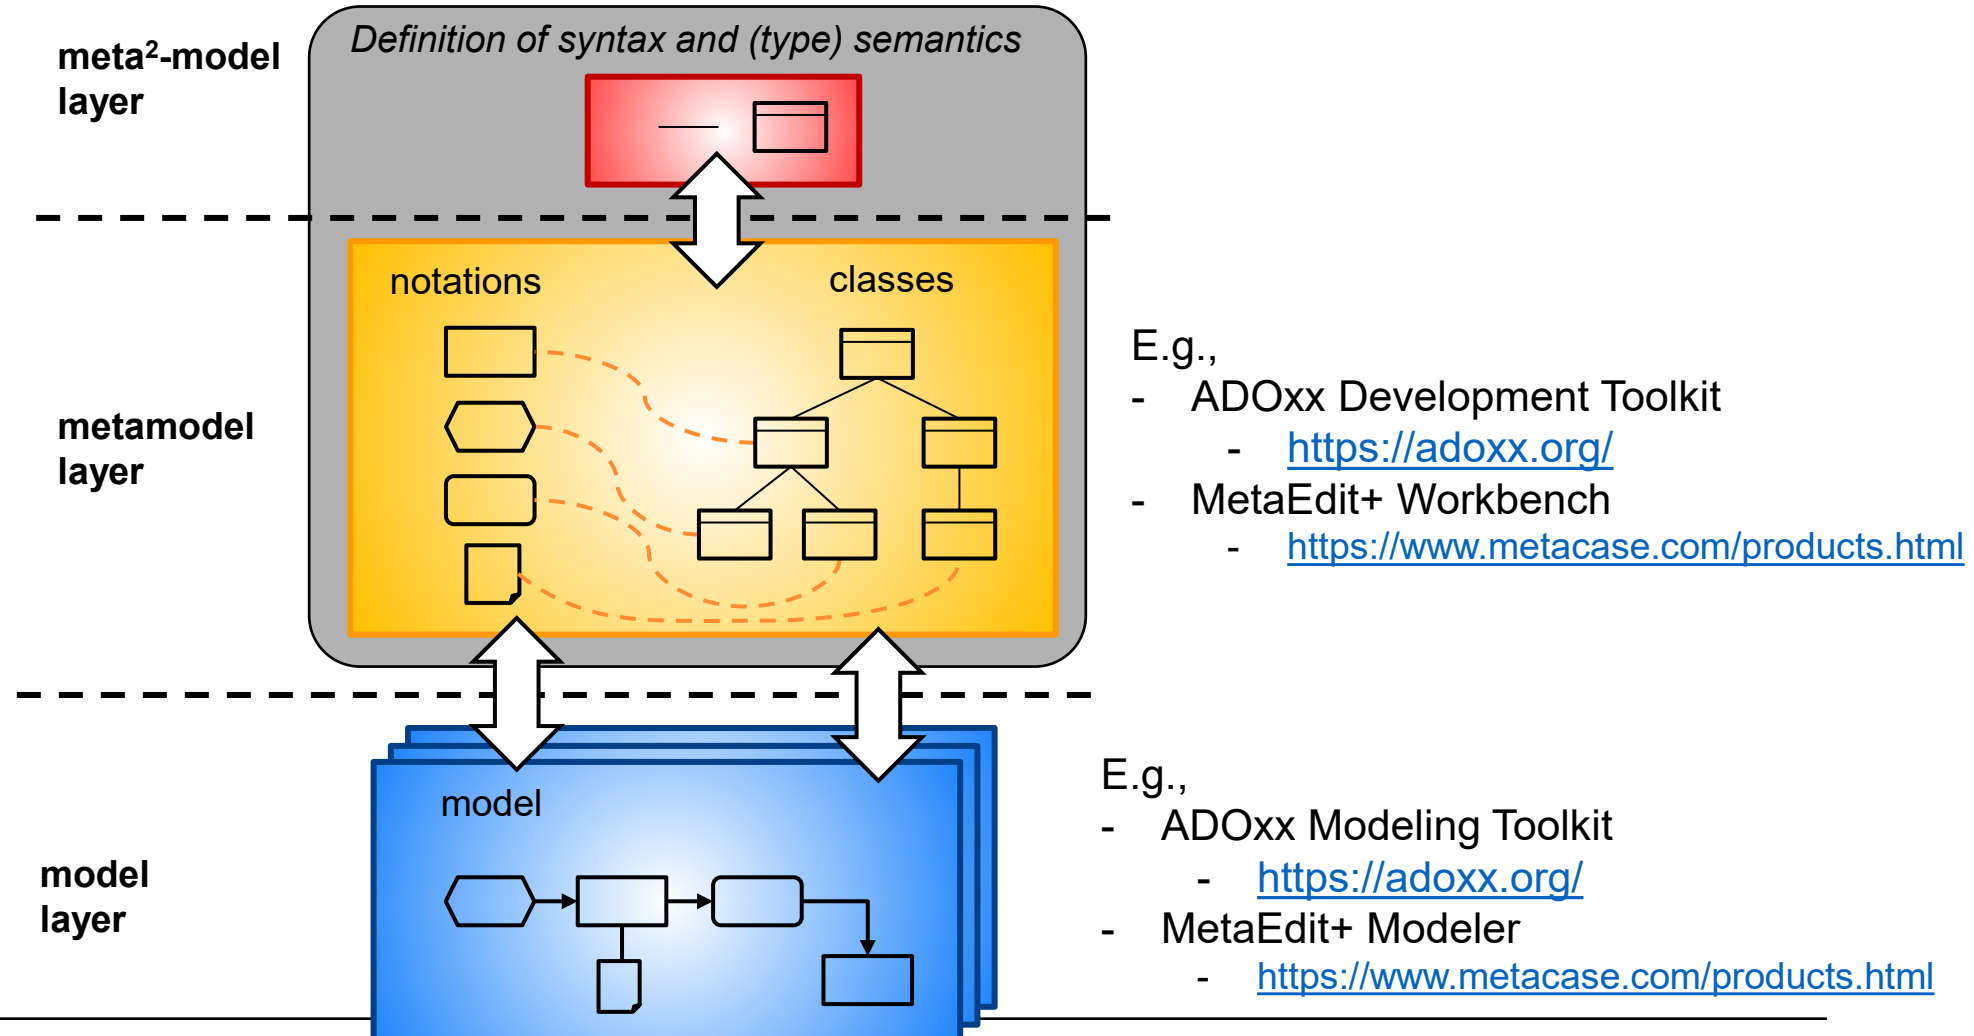 meta²-model
layer
Definition of syntax and (type) semantics
metamodel
layer
notations
classes
E.g.,
- ADOxx Development Toolkit
- https://adoxx.org/
- MetaEdit+ Workbench
- https://www.metacase.com/products.html
model
layer
model
E.g.,
- ADOxx Modeling Toolkit
- https://adoxx.org/
- MetaEdit+ Modeler
- https://www.metacase.com/products.html